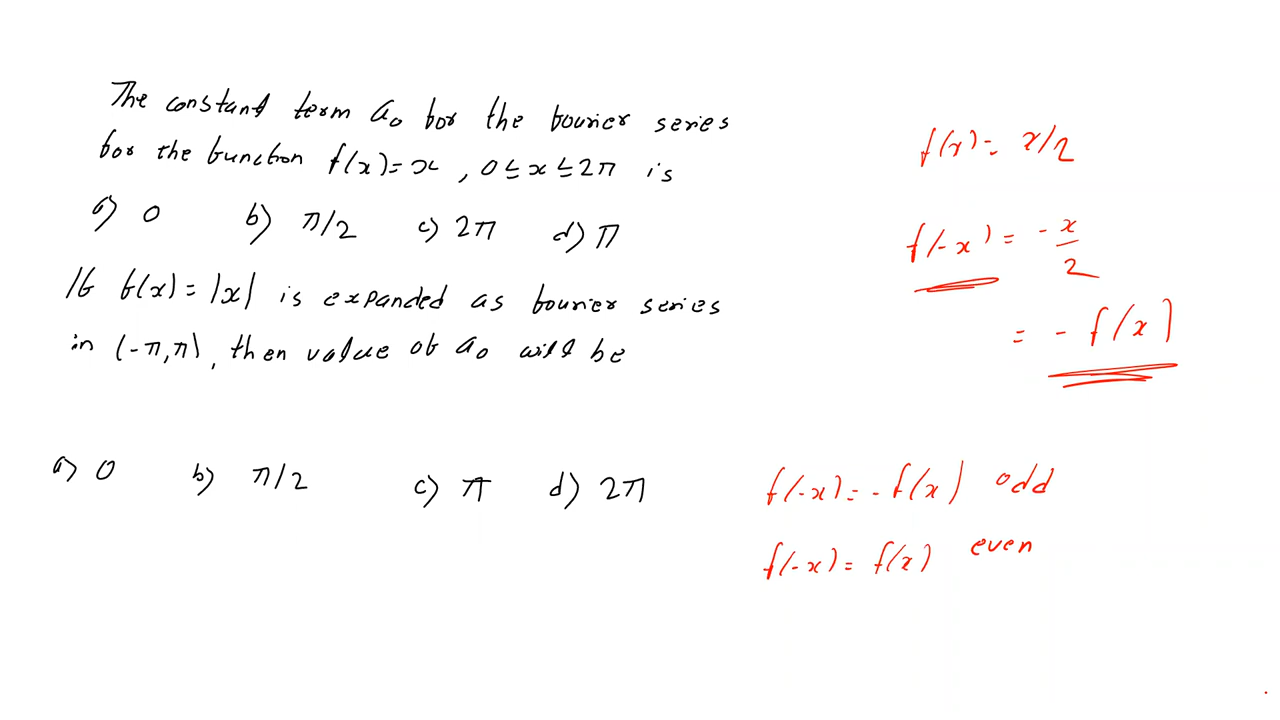 The constant term a₀ for the fourier series
for the function f(x) = x , 0 ≤ x ≤ 2π is
a) 0 b) π/2 c) 2π d) π
If f(x) = |x| is expanded as fourier series
in (-π, π), then value of a₀ will be
a) 0 b) π/2 c) π d) 2π
f(x) = x/2
f(-x) = -x/2
= - f(x)
f(-x) = - f(x) odd
f(-x) = f(x) even